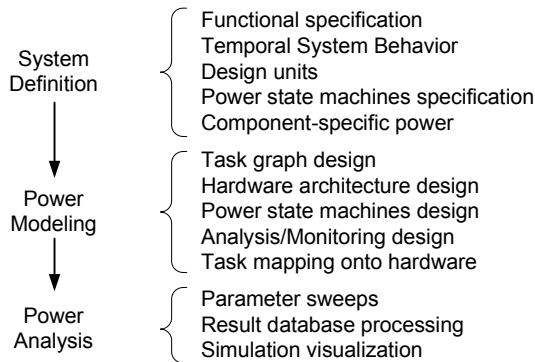 System
Definition
Functional specification
Temporal System Behavior
Design units
Power state machines specification
Component-specific power
Power
Modeling
Task graph design
Hardware architecture design
Power state machines design
Analysis/Monitoring design
Task mapping onto hardware
Power
Analysis
Parameter sweeps
Result database processing
Simulation visualization